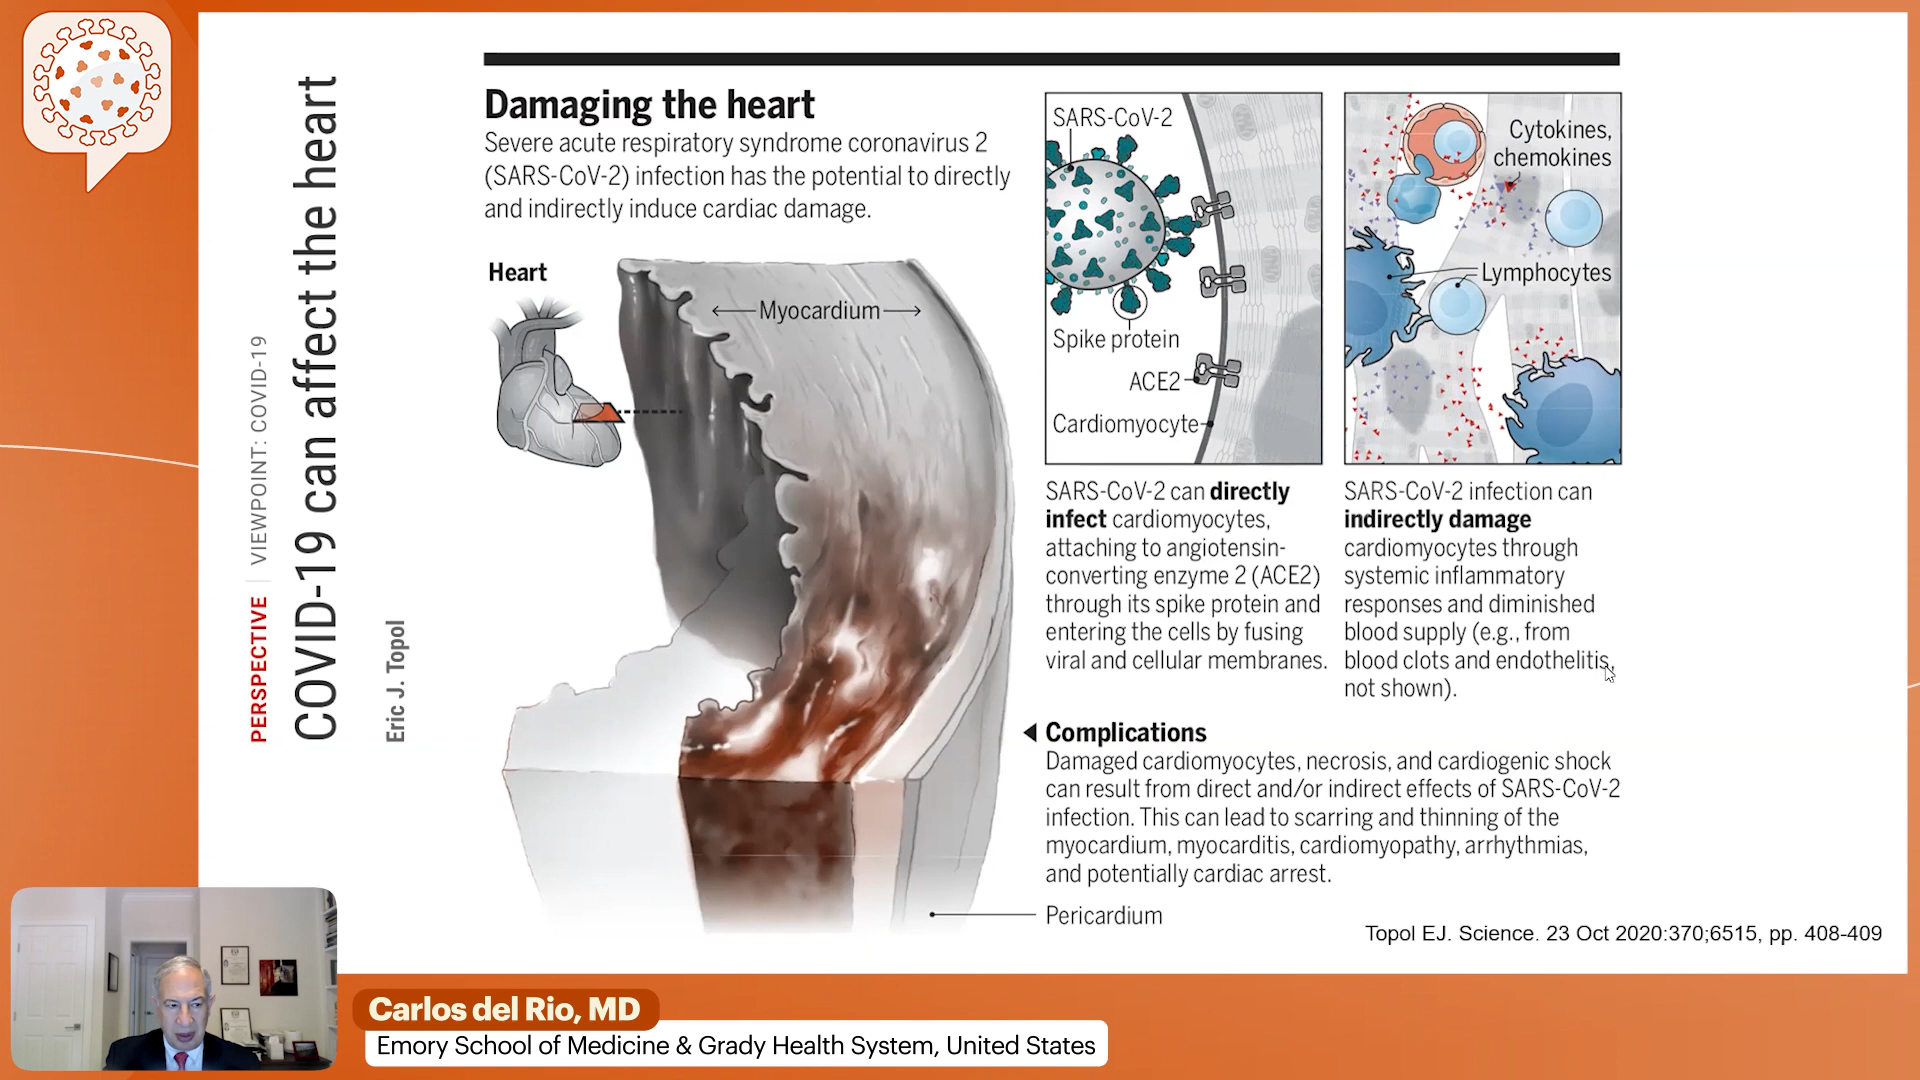 PERSPECTIVE | VIEWPOINT: COVID-19
COVID-19 can affect the heart
Eric J. Topol
Damaging the heart
Severe acute respiratory syndrome coronavirus 2
(SARS-CoV-2) infection has the potential to directly
and indirectly induce cardiac damage.
Heart
Myocardium
SARS-CoV-2
Spike protein
ACE2
Cardiomyocyte
Cytokines,
chemokines
Lymphocytes
SARS-CoV-2 can directly
infect cardiomyocytes,
attaching to angiotensin-
converting enzyme 2 (ACE2)
through its spike protein and
entering the cells by fusing
viral and cellular membranes.
SARS-CoV-2 infection can
indirectly damage
cardiomyocytes through
systemic inflammatory
responses and diminished
blood supply (e.g., from
blood clots and endothelitis,
not shown).
Complications
Damaged cardiomyocytes, necrosis, and cardiogenic shock
can result from direct and/or indirect effects of SARS-CoV-2
infection. This can lead to scarring and thinning of the
myocardium, myocarditis, cardiomyopathy, arrhythmias,
and potentially cardiac arrest.
Pericardium
Topol EJ. Science. 23 Oct 2020:370;6515, pp. 408-409
Carlos del Rio, MD
Emory School of Medicine & Grady Health System, United States